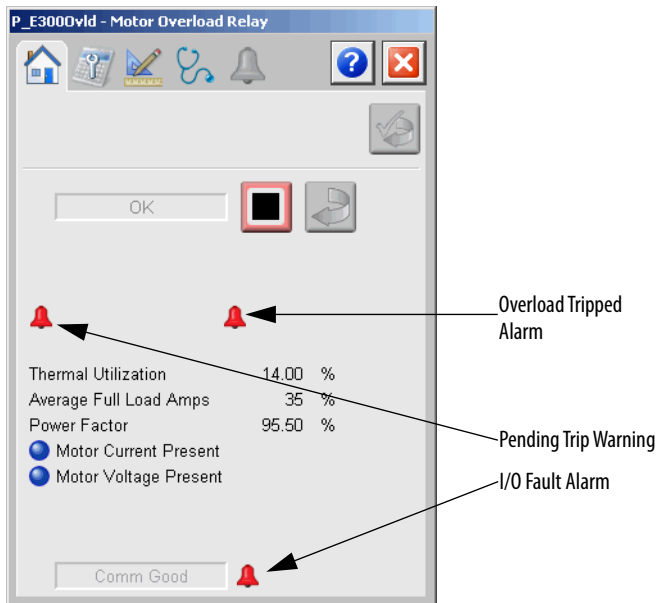 P_E300Ovld - Motor Overload Relay
?
OK
Overload Tripped
Alarm
Thermal Utilization 14.00 %
Average Full Load Amps 35 %
Power Factor 95.50 %
Motor Current Present
Motor Voltage Present
Pending Trip Warning
I/O Fault Alarm
Comm Good